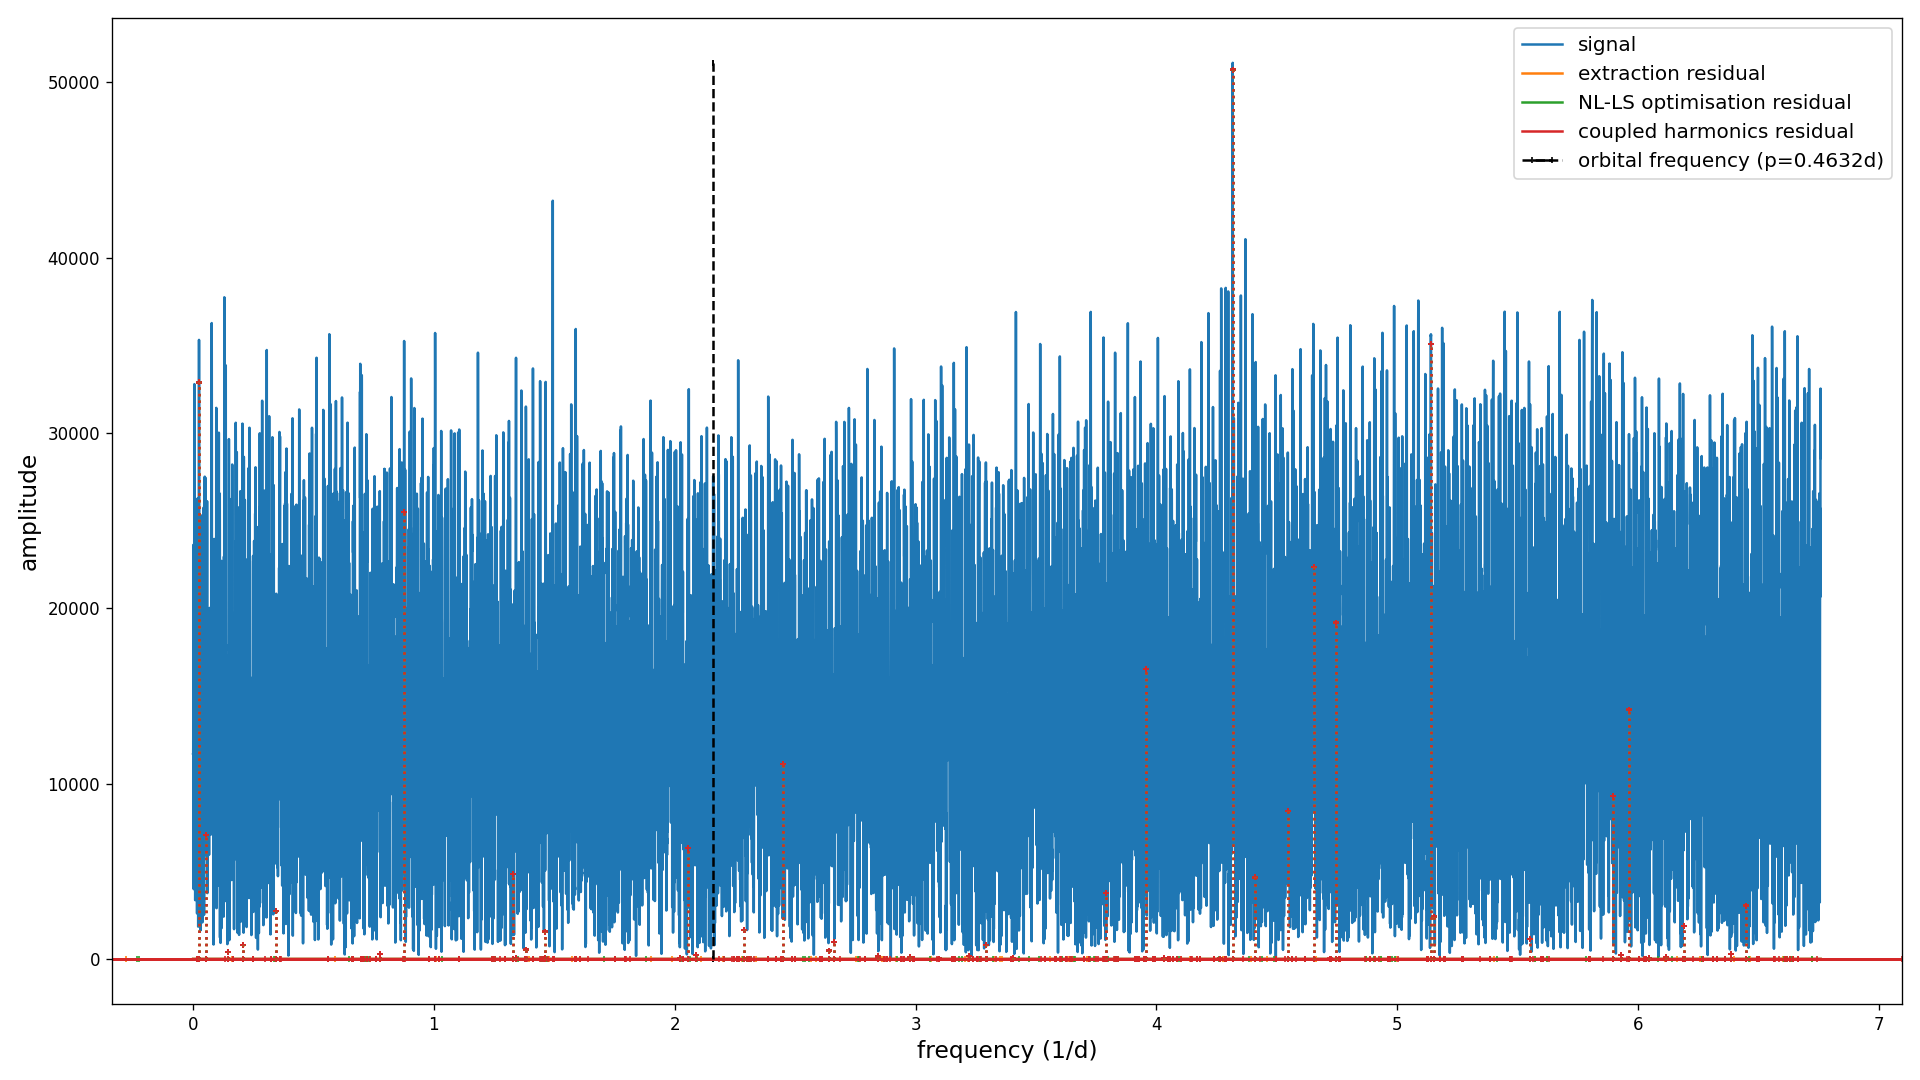 signal
extraction residual
NL-LS optimisation residual
coupled harmonics residual
orbital frequency (p=0.4632d)
amplitude
50000
40000
30000
20000
10000
0
0 1 2 3 4 5 6 7
frequency (1/d)